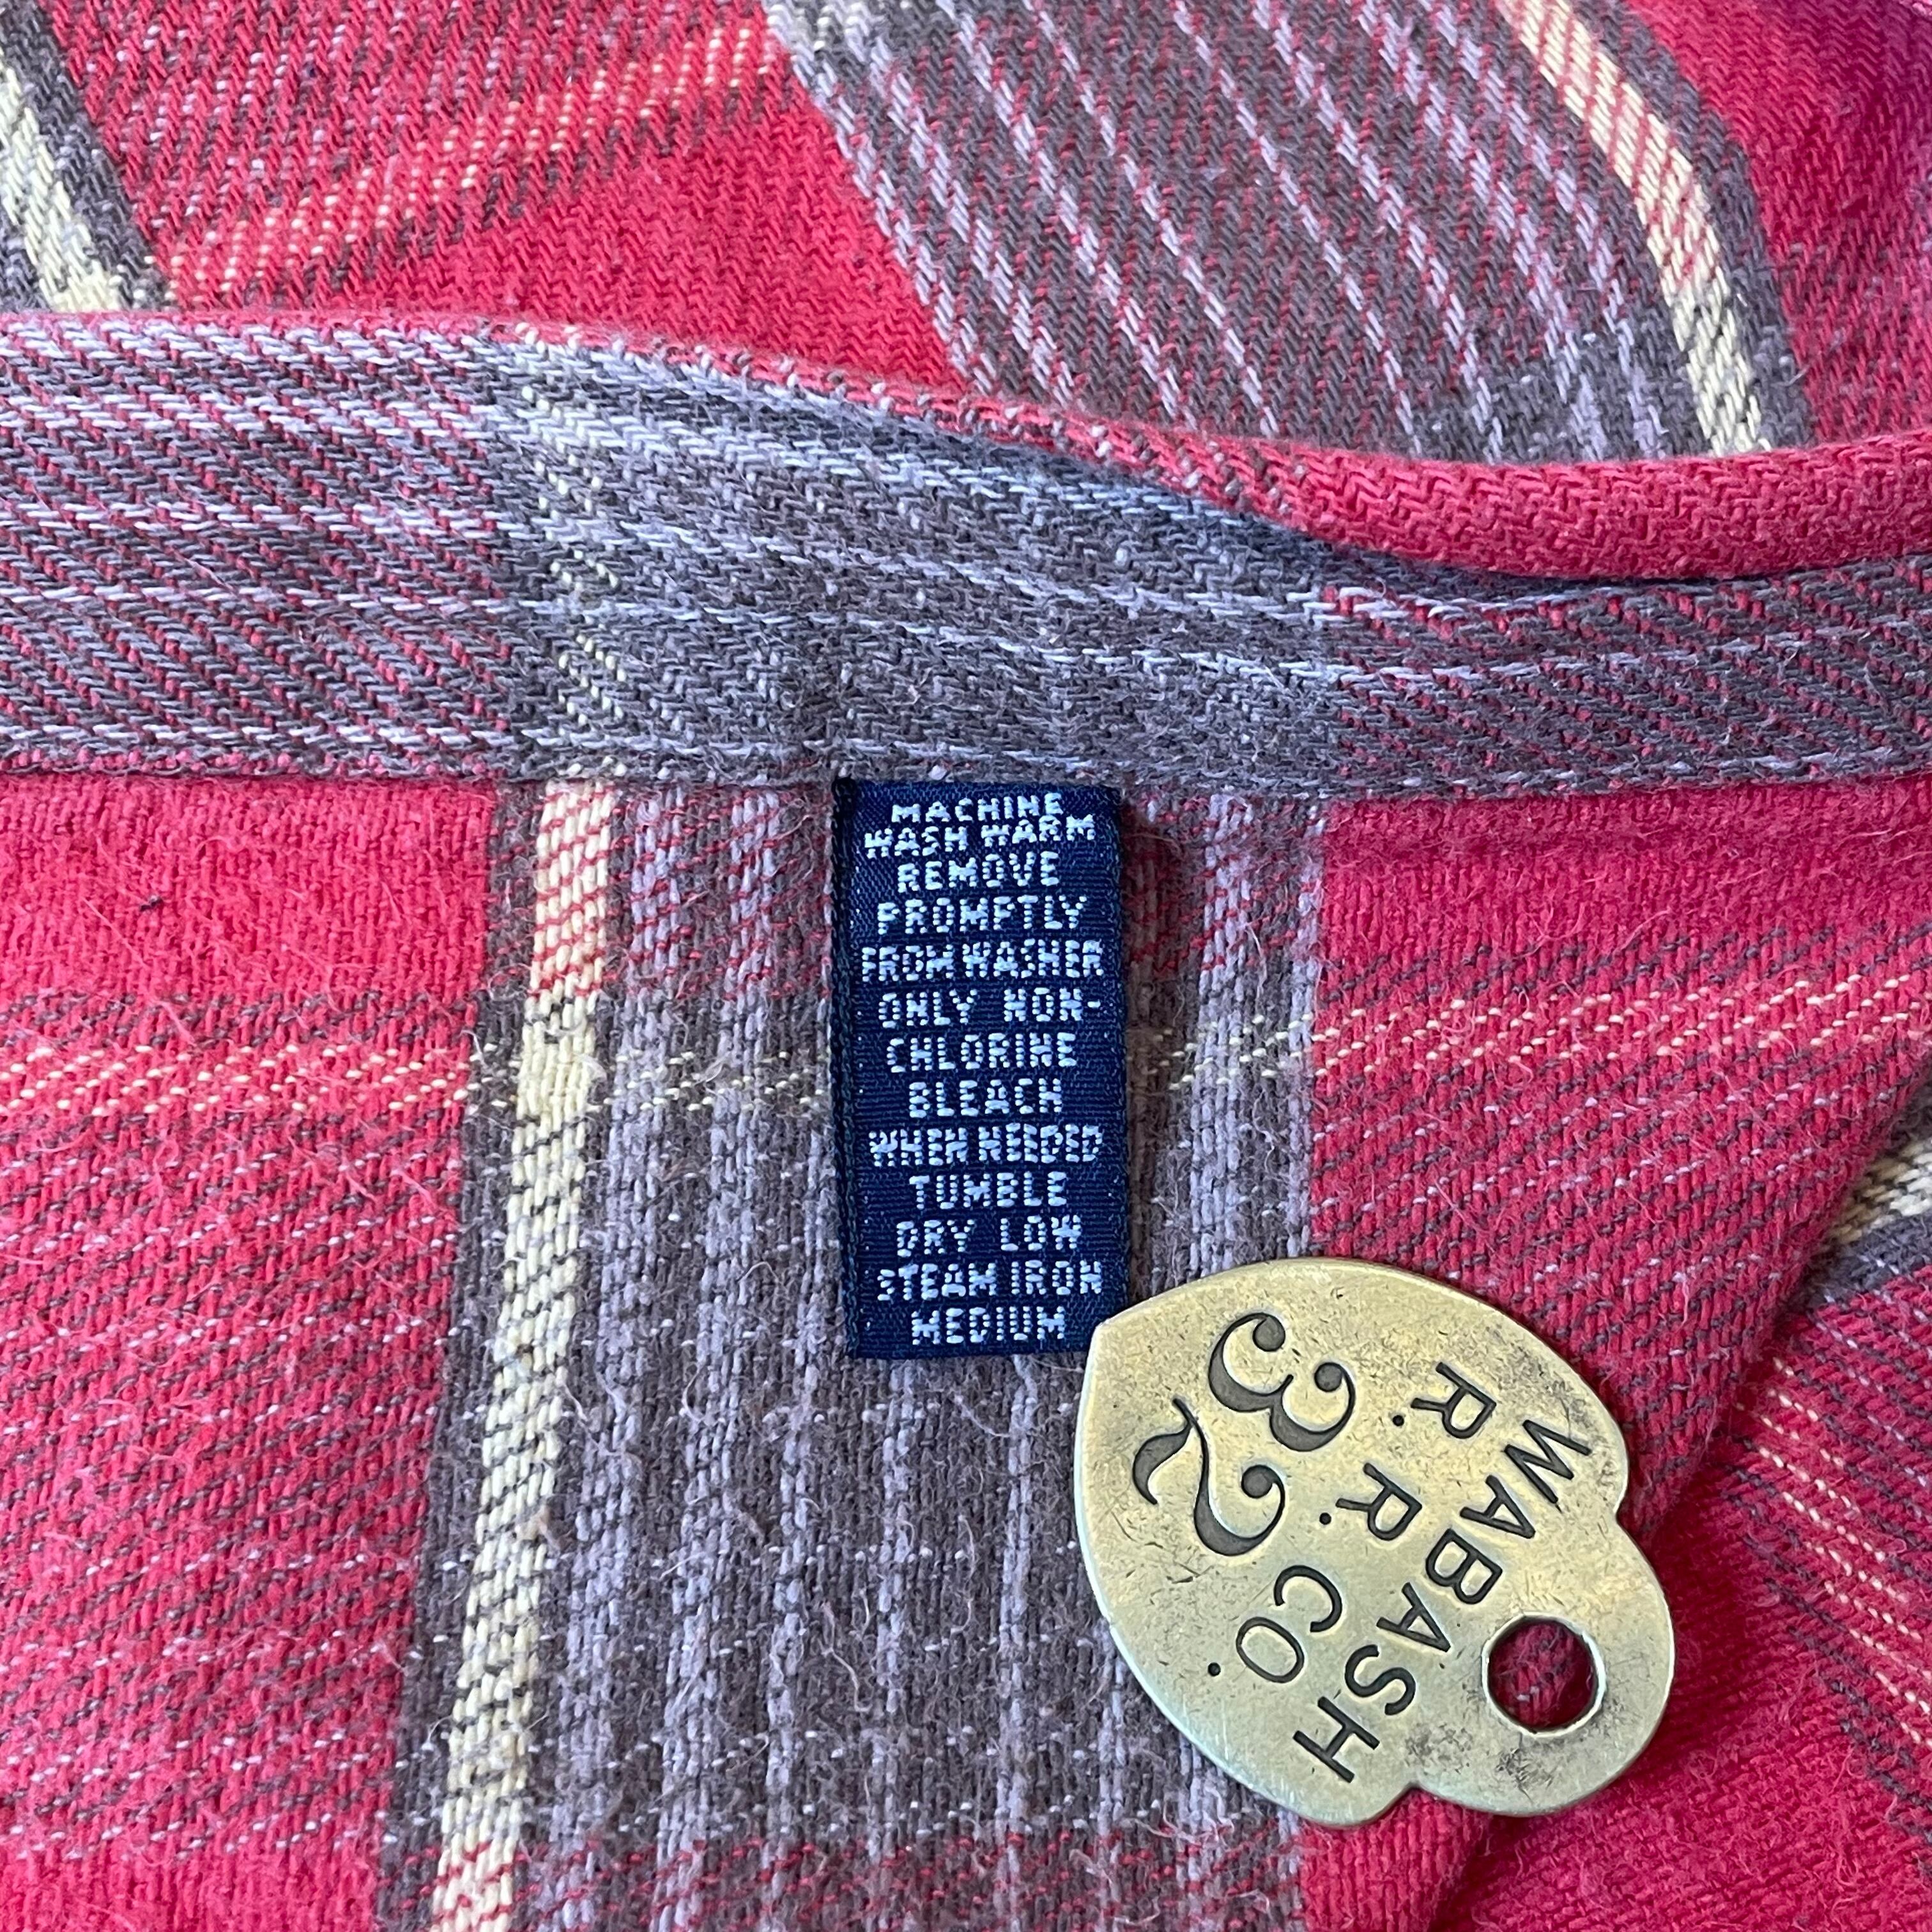 MACHINE
WASH WARM
REMOVE
PROMPTLY
FROM WASHER
ONLY NON-
CHLORINE
BLEACH
WHEN NEEDED
TUMBLE
DRY LOW
STEAM IRON
MEDIUM
WABASH
R. R. CO.
32